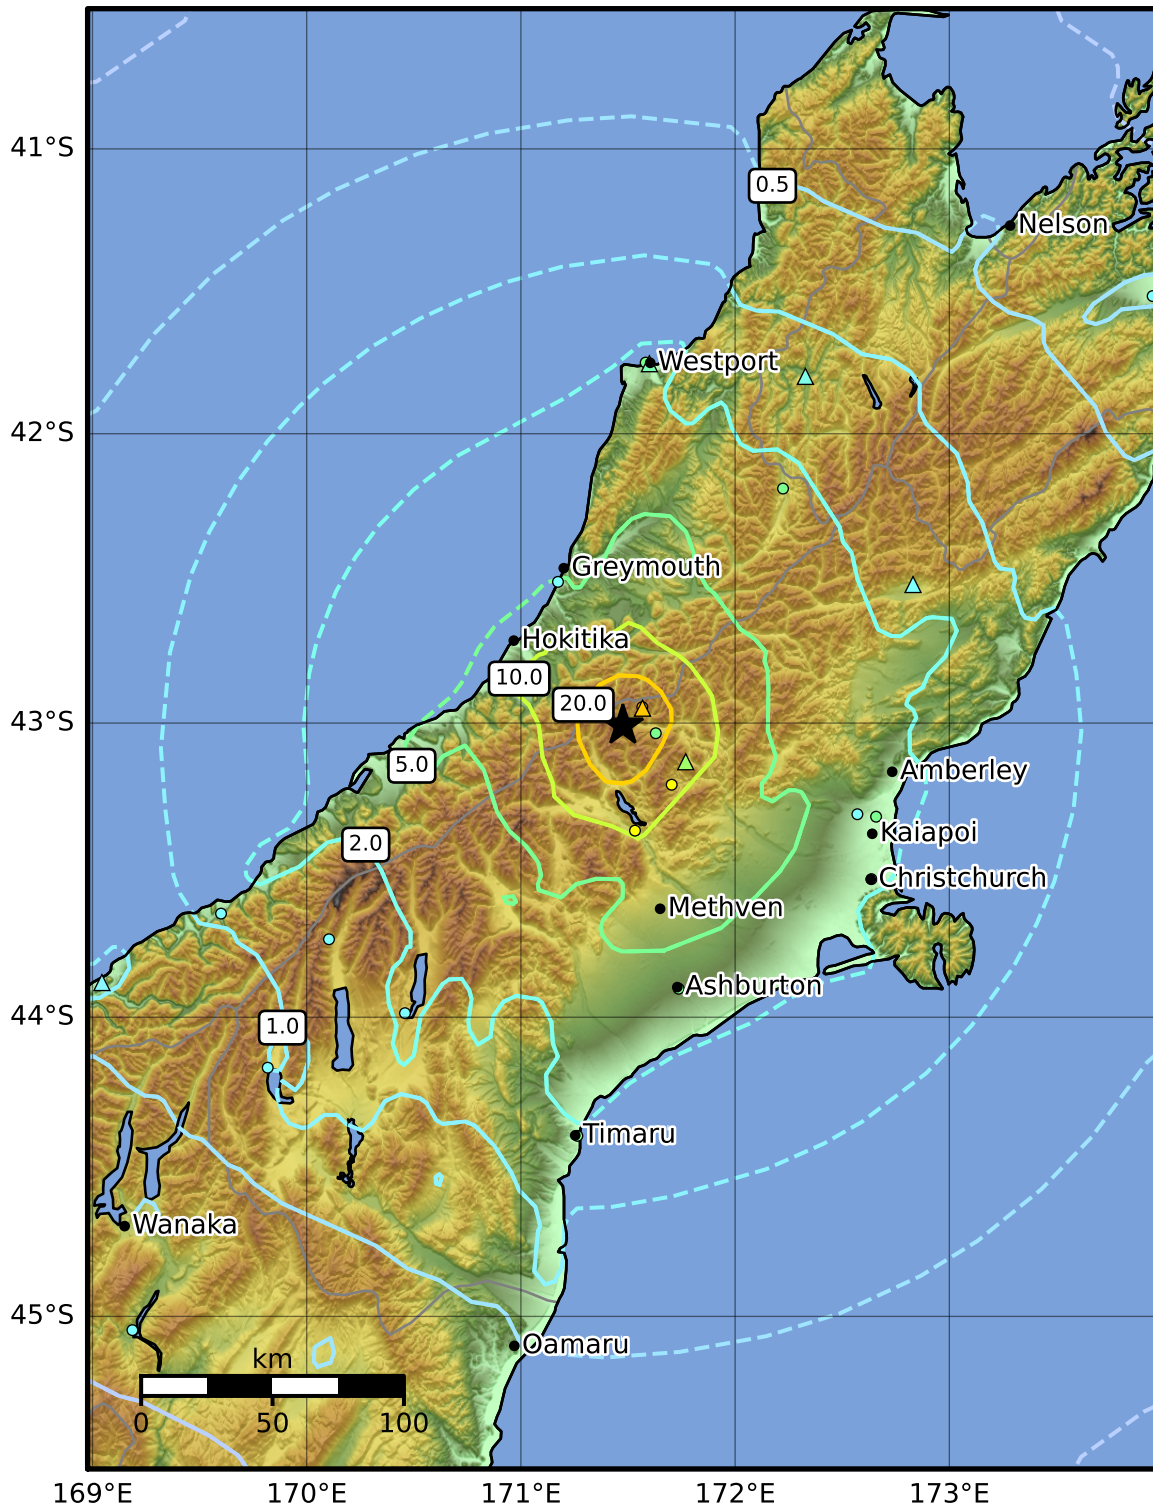 41°S
0.5
Nelson
Westport
42°S
Greymouth
Hokitika
10.0
20.0
43°S
5.0
Amberley
Kaiapoi
2.0
Christchurch
Methven
Ashburton
44°S
1.0
Timaru
Wanaka
45°S
Oamaru
km
0 50 100
169°E 170°E 171°E 172°E 173°E